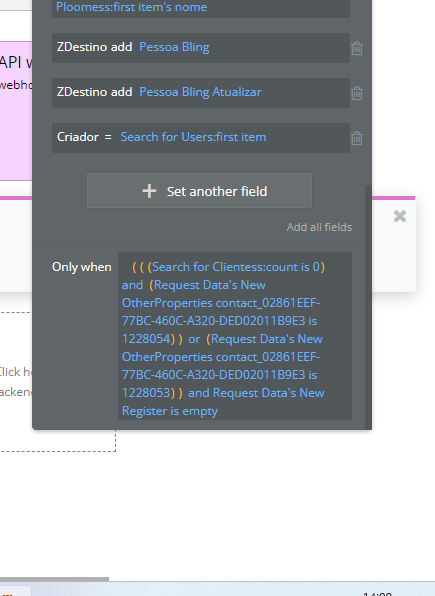 Ploomess:first item's nome
API w
webho
ZDestino add Pessoa Bling
ZDestino add Pessoa Bling Atualizar
Criador = Search for Users:first item
+ Set another field
Add all fields
Only when (((Search for Clientess:count is 0)
and (Request Data's New
OtherProperties contact_02861EEF-
77BC-460C-A320-DED02011B9E3 is
1228054)) or (Request Data's New
OtherProperties contact_02861EEF-
77BC-460C-A320-DED02011B9E3 is
1228053)) and Request Data's New
Register is empty
Click h
acken